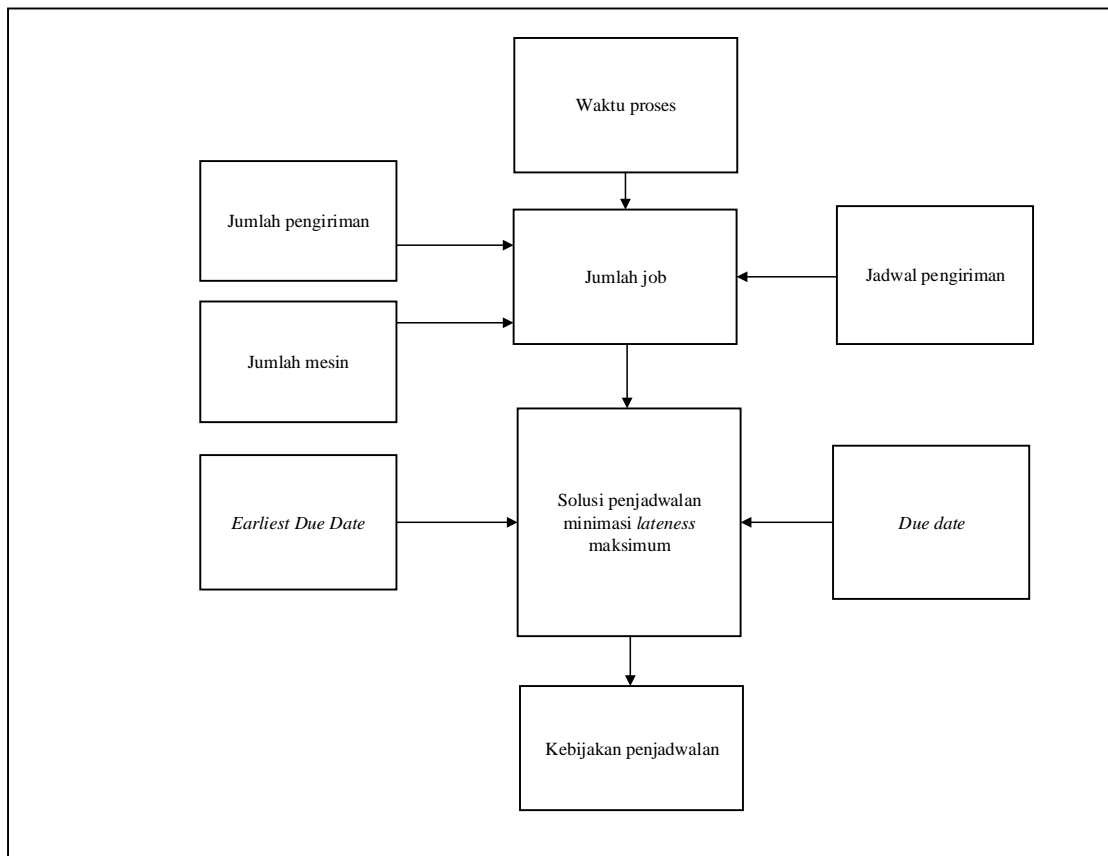 Waktu proses
Jumlah pengiriman
Jumlah job
Jadwal pengiriman
Jumlah mesin
Earliest Due Date
Solusi penjadwalan
minimasi lateness
maksimum
Due date
Kebijakan penjadwalan